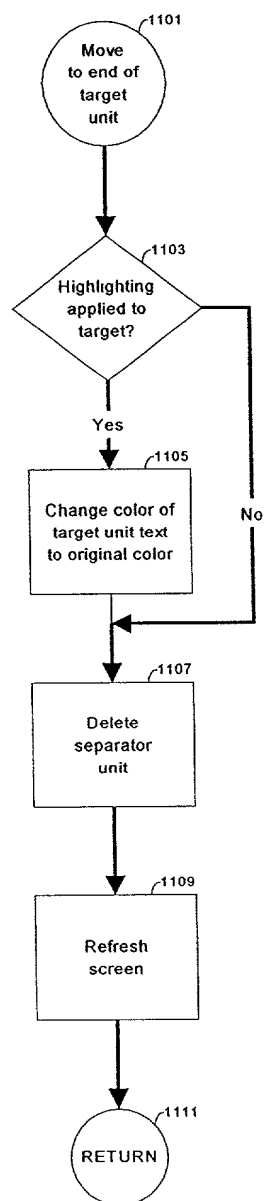 1101
Move
to end of
target
unit
1103
Highlighting
applied to
target?
Yes
No
1105
Change color of
target unit text
to original color
1107
Delete
separator
unit
1109
Refresh
screen
1111
RETURN